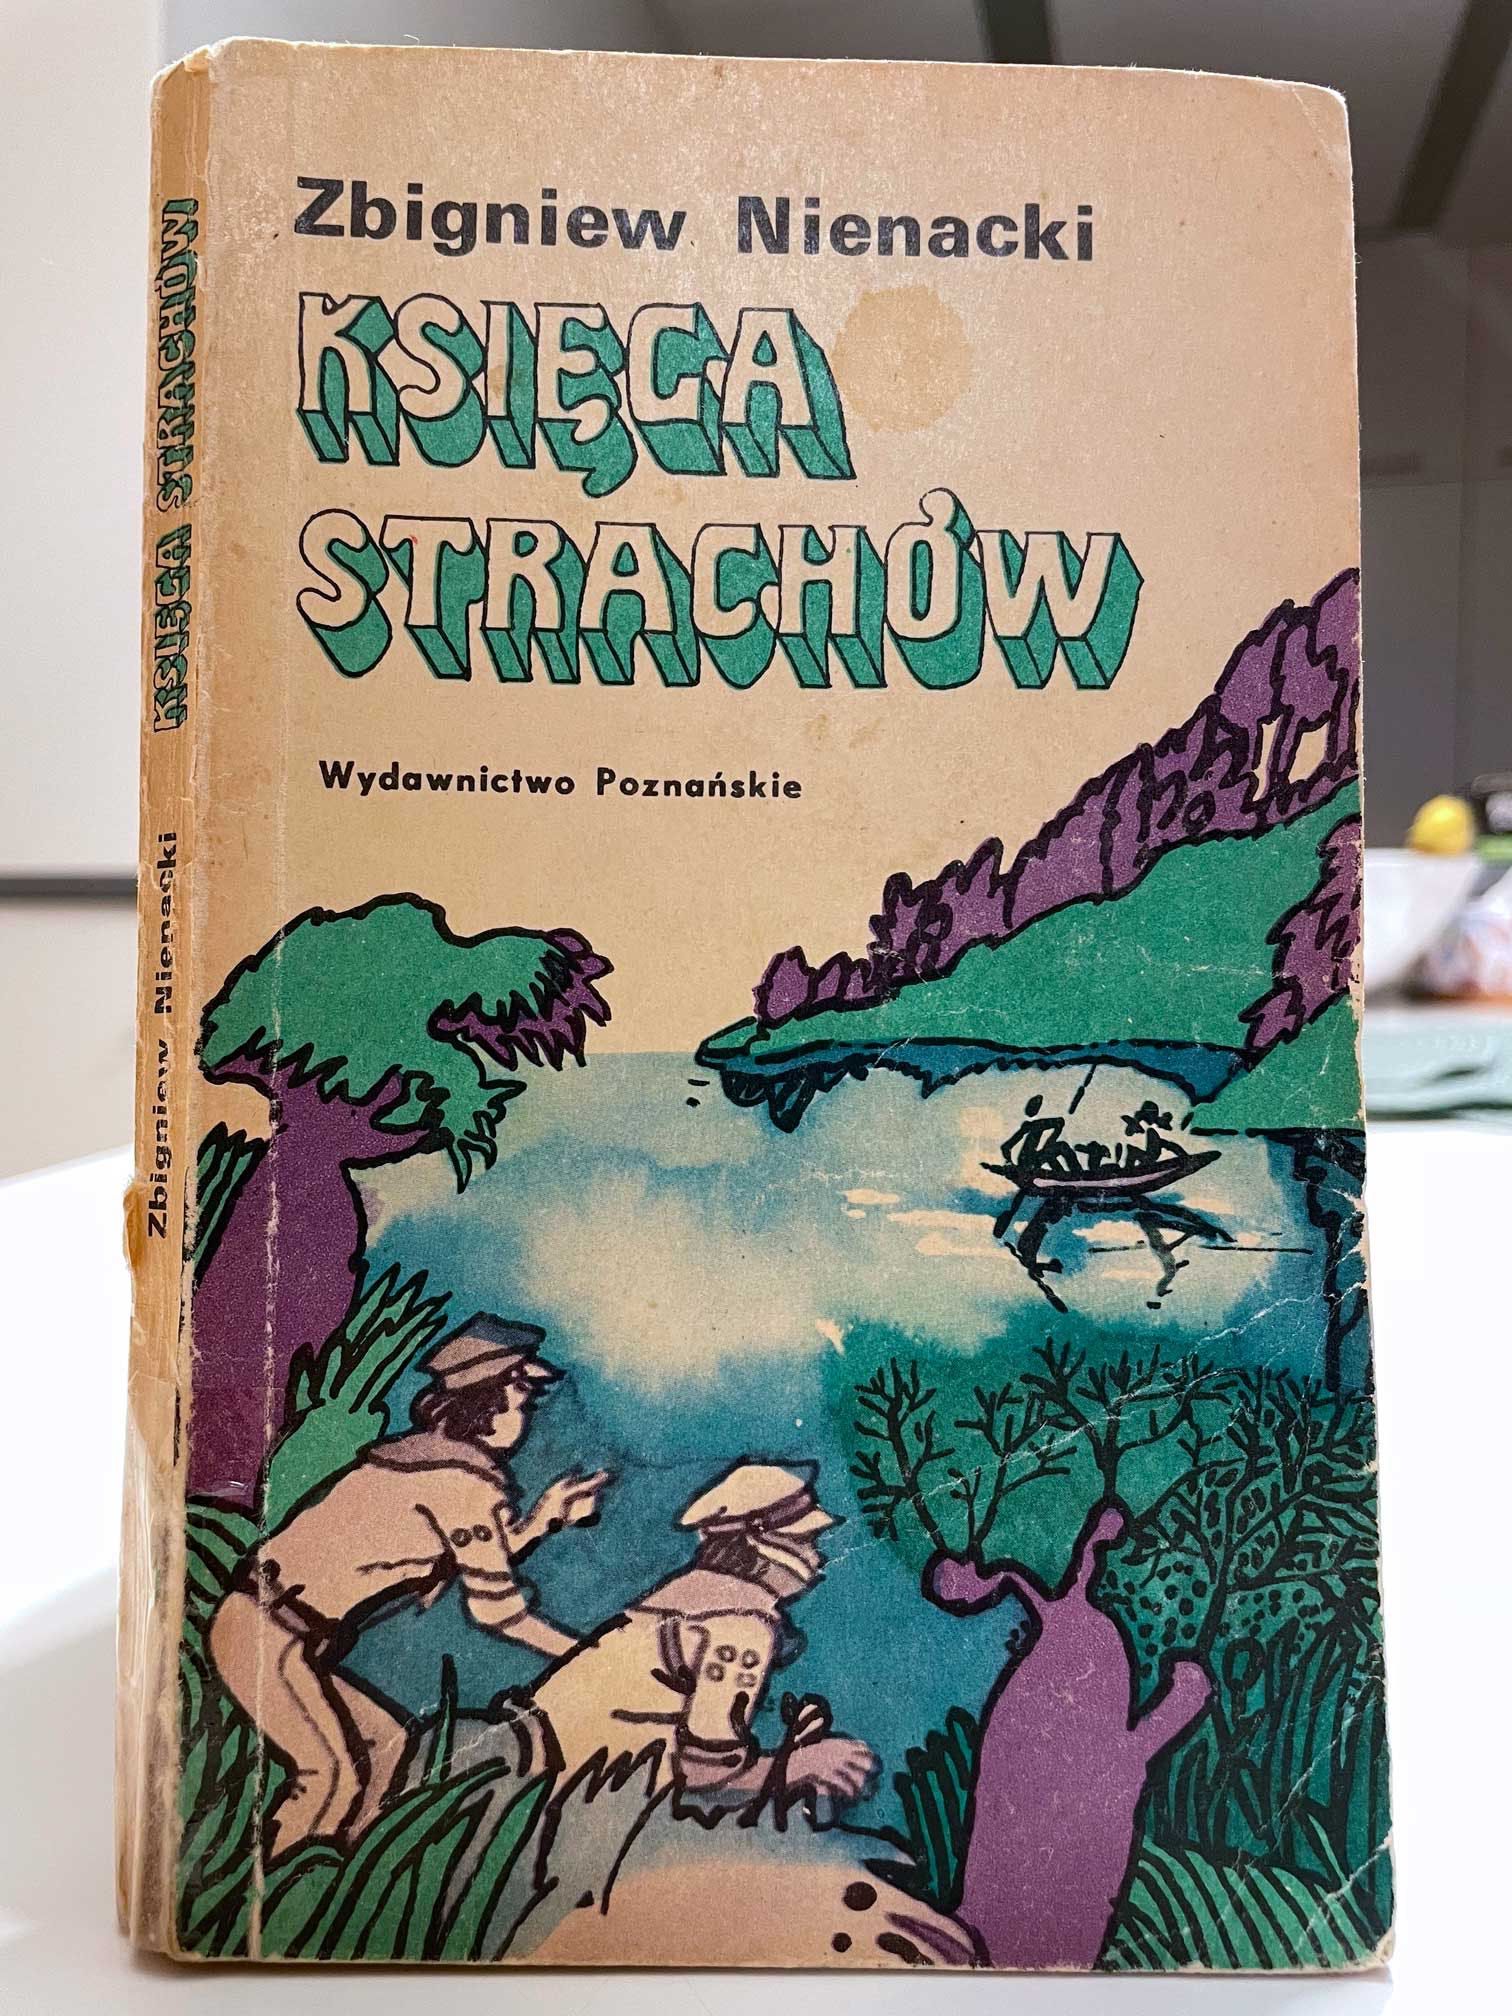 Zbigniew Nienacki
KSIĘGA
STRACHÓW
Wydawnictwo Poznańskie
Zbigniew Nienacki KSIĘGA STRACHÓW